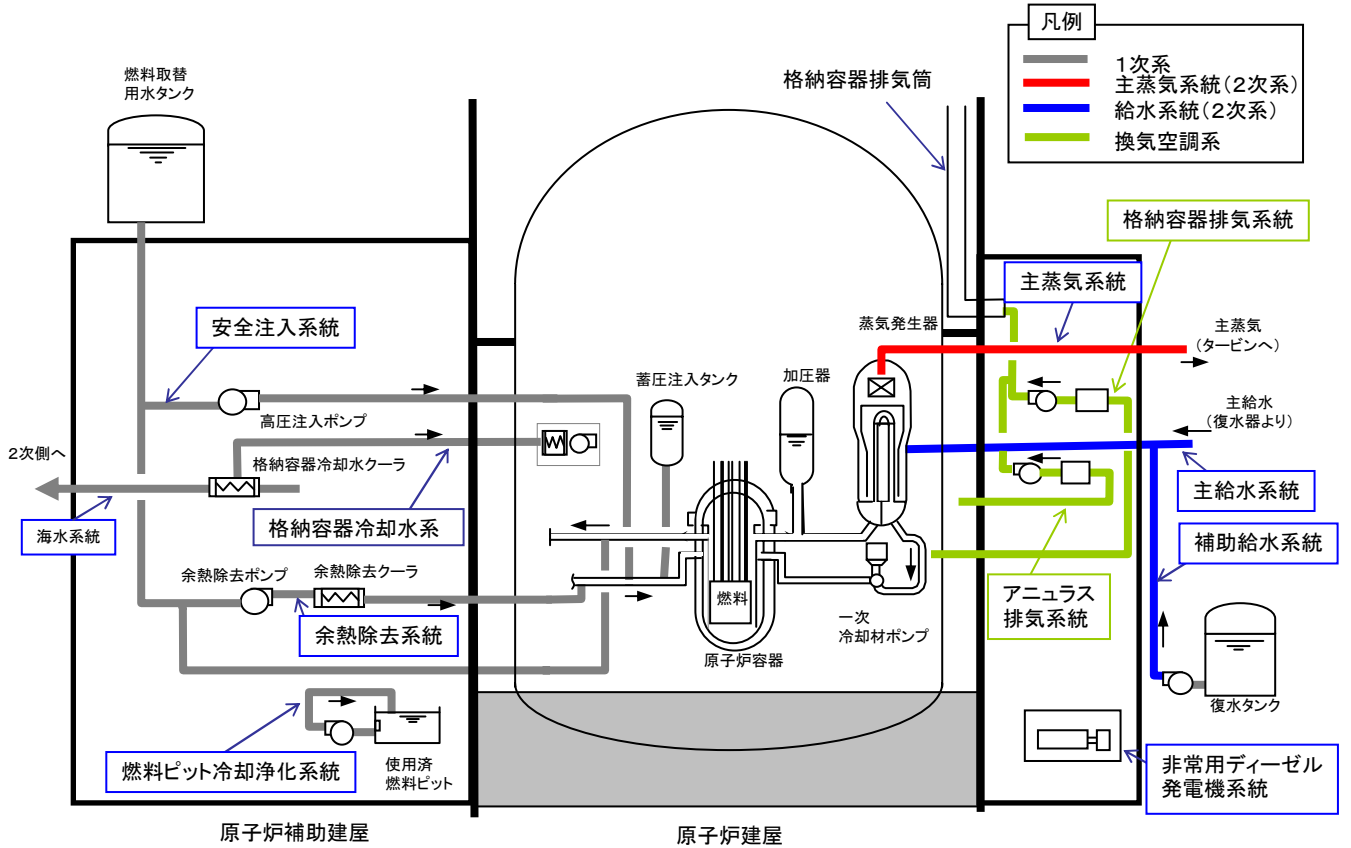 凡例
1次系
主蒸気系統(2次系)
給水系統(2次系)
換気空調系
燃料取替
用水タンク
格納容器排気筒
格納容器排気系統
主蒸気系統
安全注入系統
蒸気発生器
主蒸気
(タービンへ)
蓄圧注入タンク
加圧器
高圧注入ポンプ
主給水
(復水器より)
2次側へ
格納容器冷却水クーラ
主給水系統
海水系統
格納容器冷却水系
補助給水系統
余熱除去ポンプ
余熱除去クーラ
燃料
アニュラス
排気系統
一次
冷却材ポンプ
余熱除去系統
原子炉容器
復水タンク
燃料ピット冷却浄化系統
使用済
燃料ピット
非常用ディーゼル
発電機系統
原子炉補助建屋
原子炉建屋